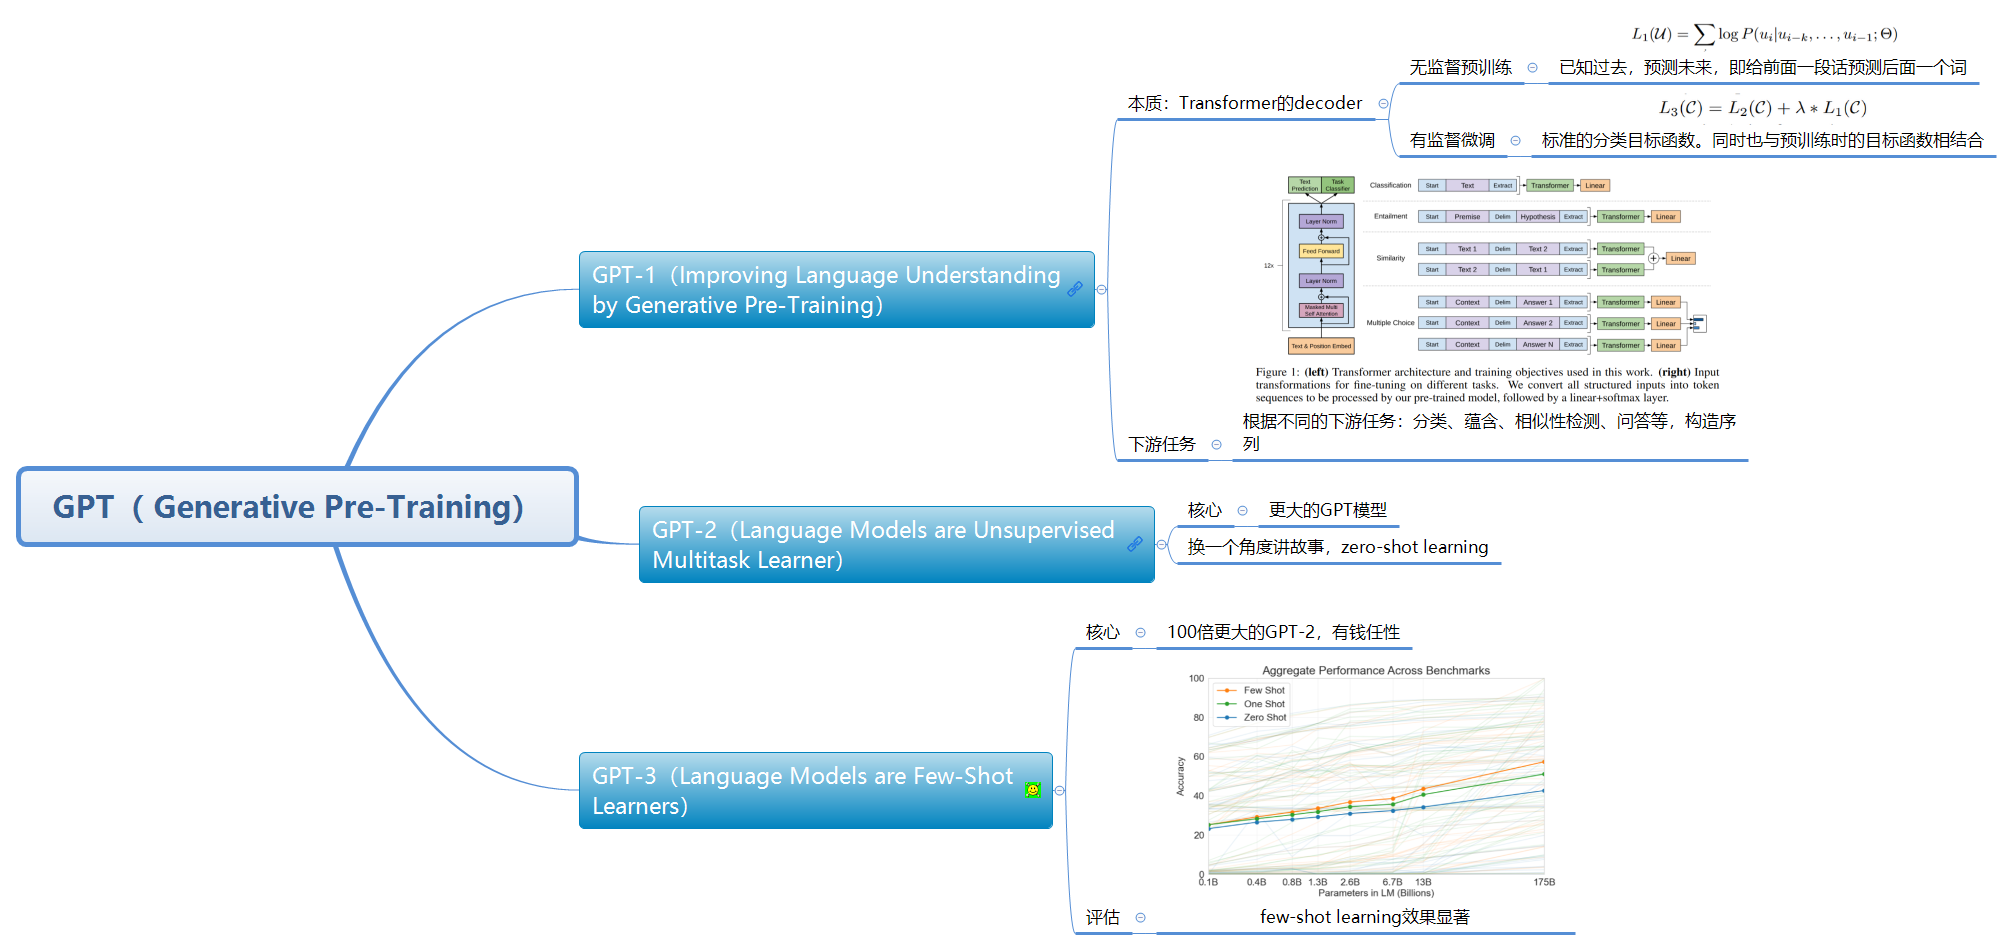 GPT（ Generative Pre-Training）
GPT-1（Improving Language Understanding
by Generative Pre-Training）
本质：Transformer的decoder
L₁(𝒰) = ∑ log P(uᵢ|uᵢ₋ₖ, . . . , uᵢ₋₁; Θ)
无监督预训练
已知过去，预测未来，即给前面一段话预测后面一个词
L₃(𝒞) = L₂(𝒞) + λ ∗ L₁(𝒞)
有监督微调
标准的分类目标函数。同时也与预训练时的目标函数相结合
Text
Prediction
Task
Classifier
Layer Norm
Feed Forward
12x
Layer Norm
Masked Multi
Self Attention
Text & Position Embed
Classification Start Text Extract Transformer Linear
Entailment Start Premise Delim Hypothesis Extract Transformer Linear
Similarity
Start Text 1 Delim Text 2 Extract Transformer
Start Text 2 Delim Text 1 Extract Transformer
+ Linear
Multiple Choice
Start Context Delim Answer 1 Extract Transformer Linear
Start Context Delim Answer 2 Extract Transformer Linear
Start Context Delim Answer N Extract Transformer Linear
Figure 1: (left) Transformer architecture and training objectives used in this work. (right) Input
transformations for fine-tuning on different tasks. We convert all structured inputs into token
sequences to be processed by our pre-trained model, followed by a linear+softmax layer.
下游任务
根据不同的下游任务：分类、蕴含、相似性检测、问答等，构造序
列
GPT-2（Language Models are Unsupervised
Multitask Learner）
核心
更大的GPT模型
换一个角度讲故事，zero-shot learning
GPT-3（Language Models are Few-Shot
Learners）
核心
100倍更大的GPT-2，有钱任性
Aggregate Performance Across Benchmarks
Few Shot
One Shot
Zero Shot
Accuracy
100
80
60
40
20
0
0.1B 0.4B 0.8B 1.3B 2.6B 6.7B 13B 175B
Parameters in LM (Billions)
评估
few-shot learning效果显著